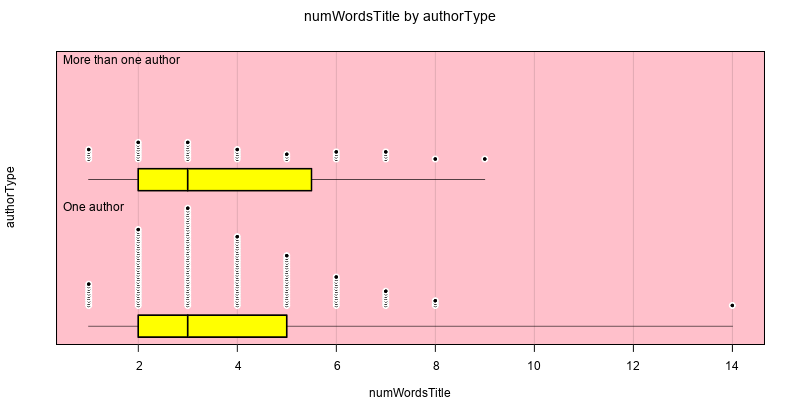 numWordsTitle by authorType
More than one author
authorType
One author
2 4 6 8 10 12 14
numWordsTitle